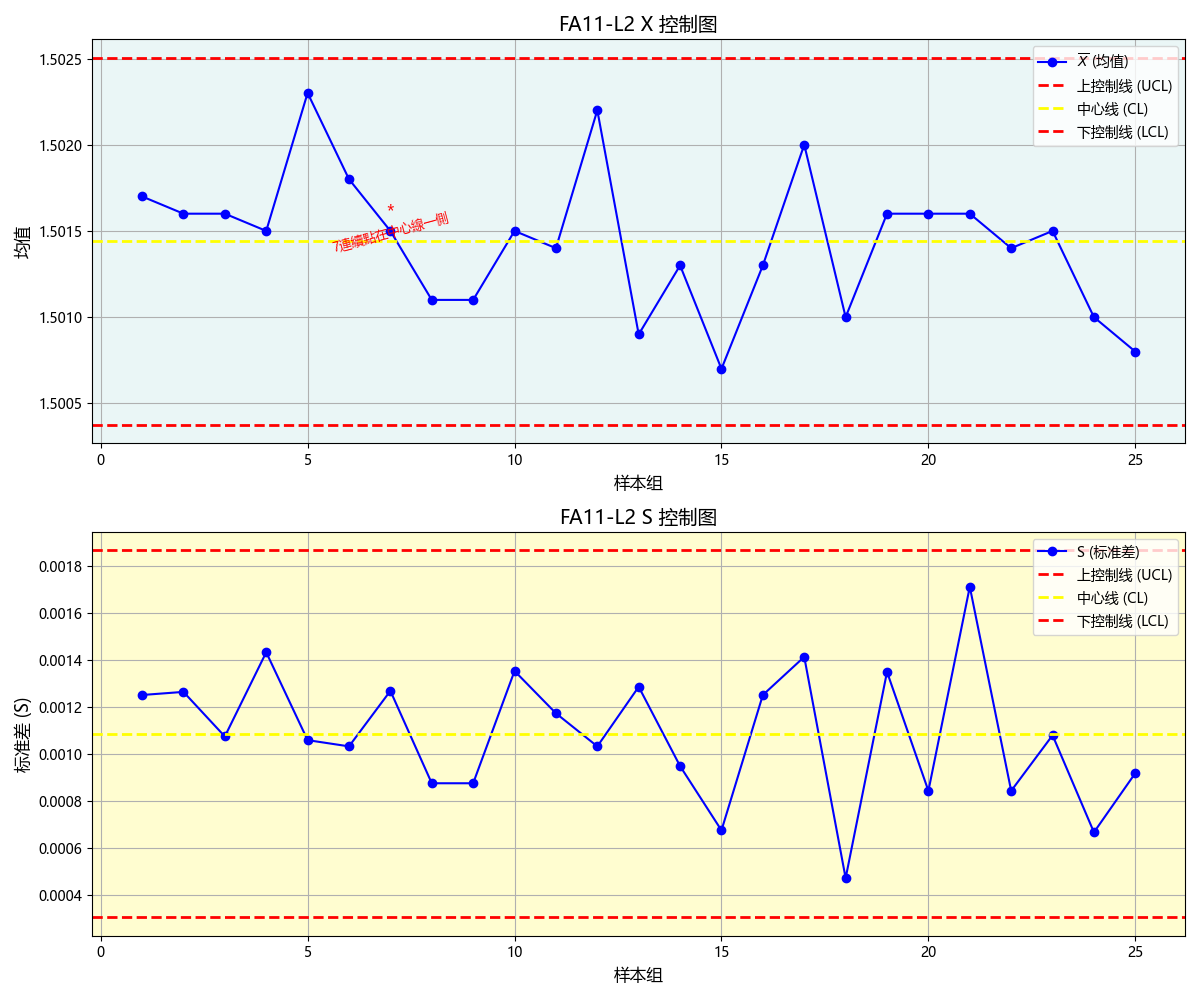 FA11-L2 X 控制图
1.5025
1.5020
1.5015
1.5010
1.5005
均值
X (均值)
上控制线 (UCL)
中心线 (CL)
下控制线 (LCL)
*
7連續點在中心線一側
0 5 10 15 20 25
样本组
FA11-L2 S 控制图
0.0018
0.0016
0.0014
0.0012
0.0010
0.0008
0.0006
0.0004
标准差 (S)
S (标准差)
上控制线 (UCL)
中心线 (CL)
下控制线 (LCL)
0 5 10 15 20 25
样本组